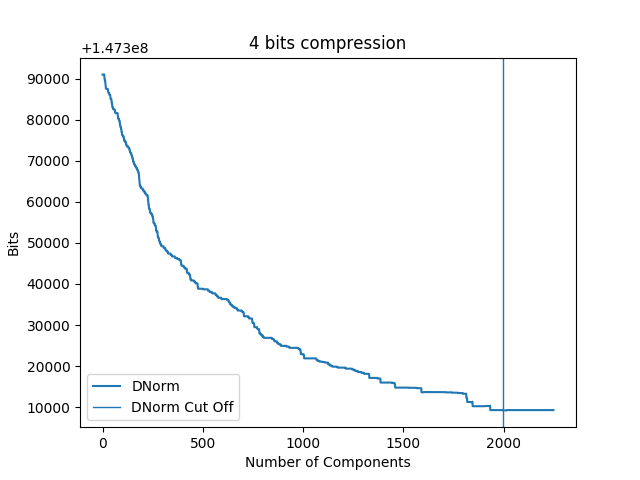 4 bits compression
+1.473e8
90000
80000
70000
60000
50000
40000
30000
20000
10000
Bits
DNorm
DNorm Cut Off
0 500 1000 1500 2000
Number of Components